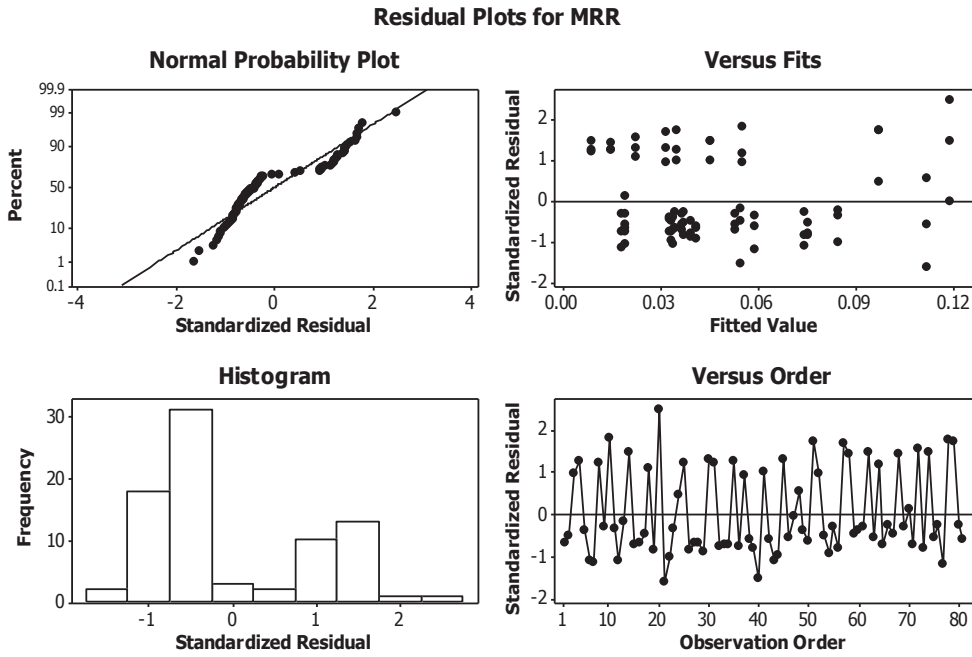 Residual Plots for MRR
Normal Probability Plot
99.9
99
90
50
10
1
0.1
Percent
-4 -2 0 2 4
Standardized Residual
Versus Fits
2
1
0
-1
-2
Standardized Residual
0.00 0.03 0.06 0.09 0.12
Fitted Value
Histogram
30
20
10
0
Frequency
-1 0 1 2
Standardized Residual
Versus Order
2
1
0
-1
-2
Standardized Residual
1 10 20 30 40 50 60 70 80
Observation Order